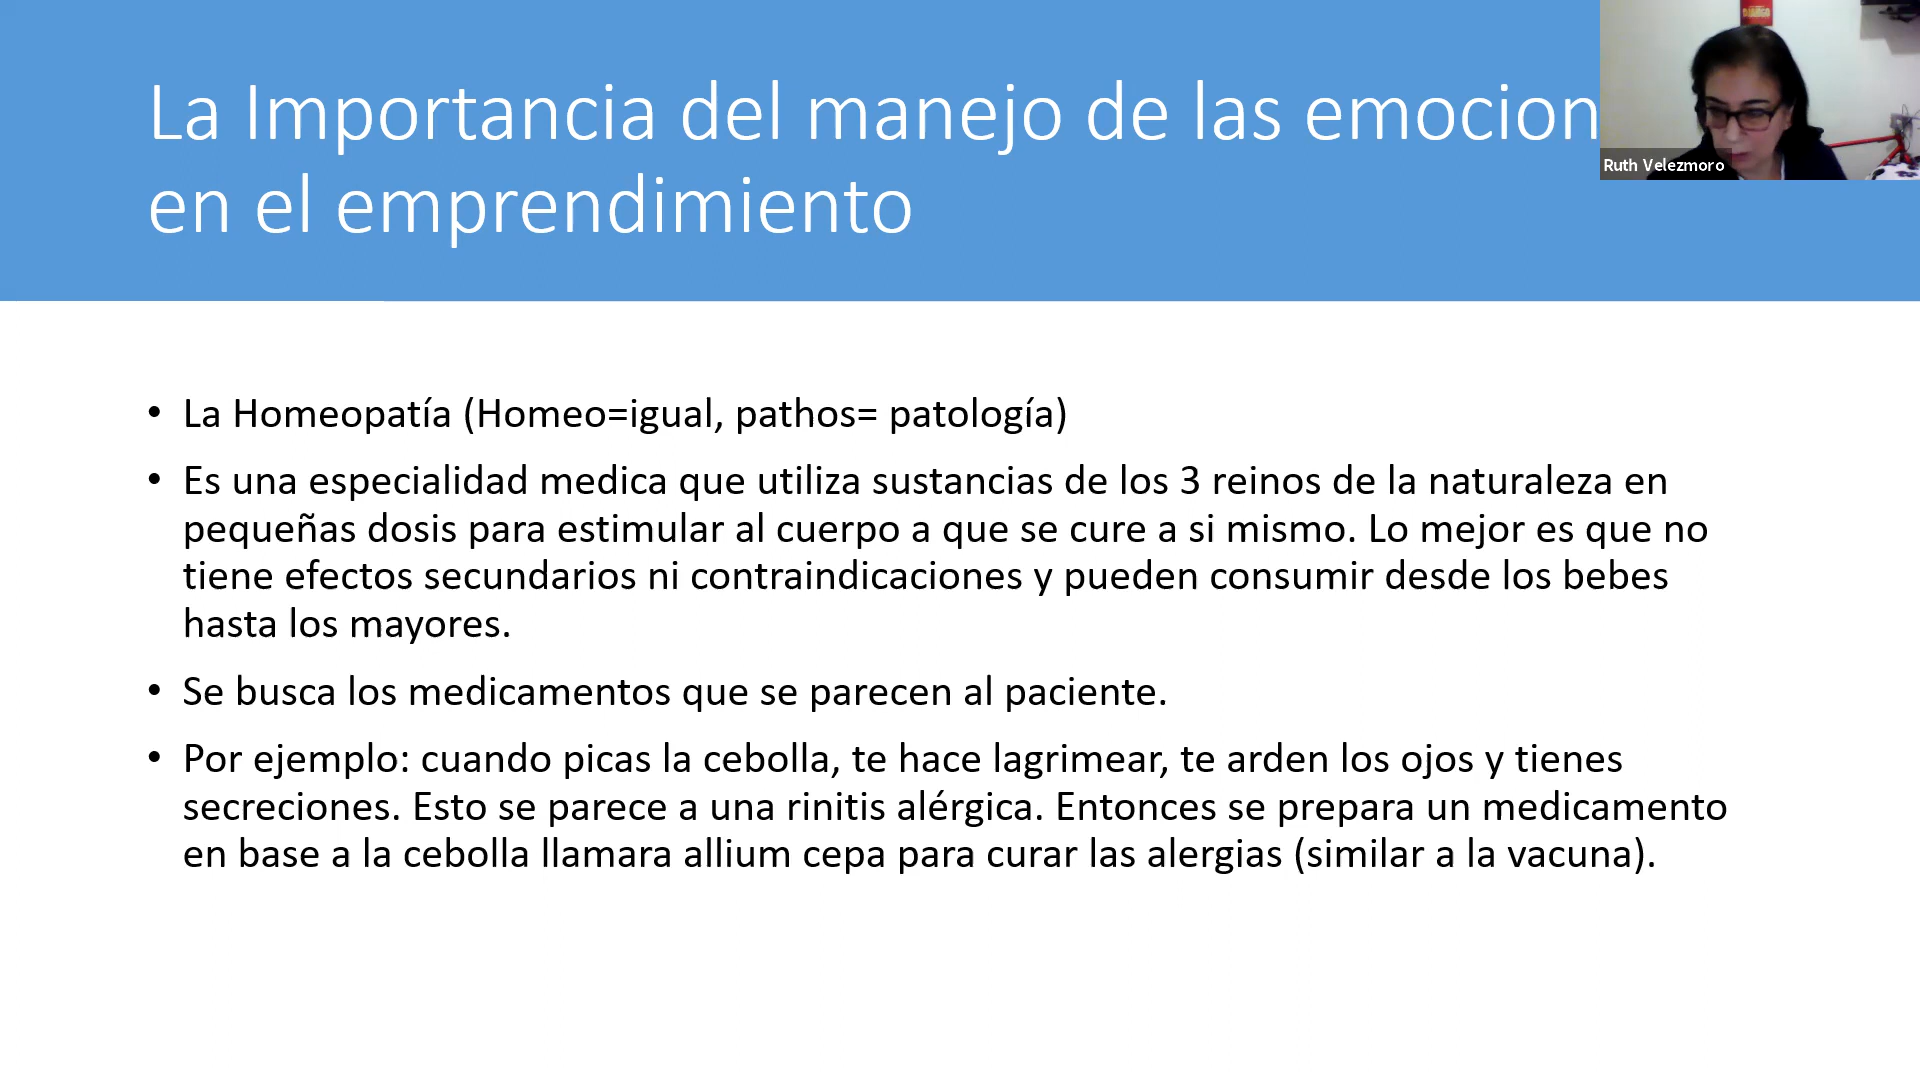 La Importancia del manejo de las emocion
en el emprendimiento
DJANGO
Ruth Velezmoro
• La Homeopatía (Homeo=igual, pathos= patología)
• Es una especialidad medica que utiliza sustancias de los 3 reinos de la naturaleza en
pequeñas dosis para estimular al cuerpo a que se cure a si mismo. Lo mejor es que no
tiene efectos secundarios ni contraindicaciones y pueden consumir desde los bebes
hasta los mayores.
• Se busca los medicamentos que se parecen al paciente.
• Por ejemplo: cuando picas la cebolla, te hace lagrimear, te arden los ojos y tienes
secreciones. Esto se parece a una rinitis alérgica. Entonces se prepara un medicamento
en base a la cebolla llamara allium cepa para curar las alergias (similar a la vacuna).